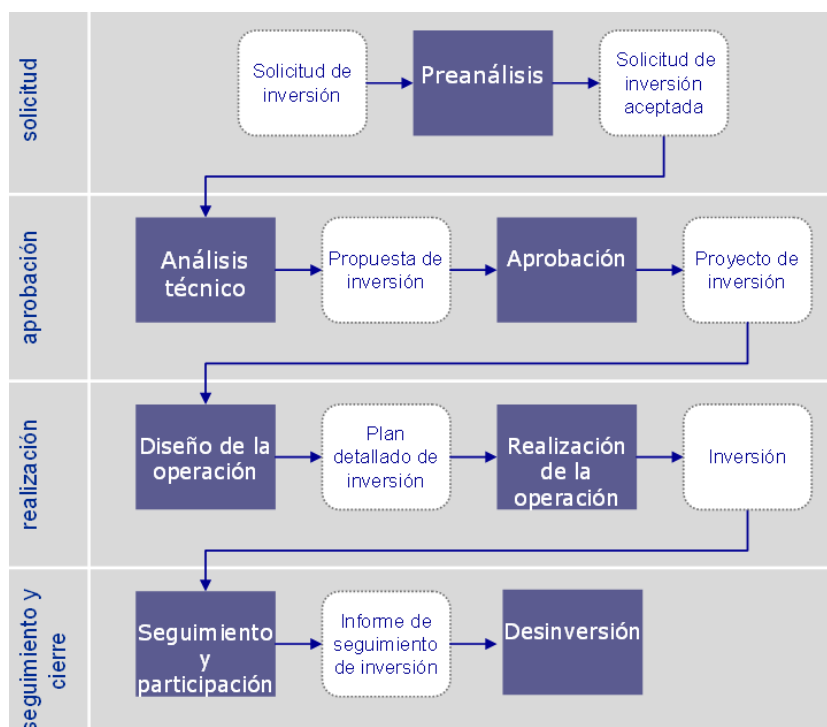 solicitud
Solicitud de
inversión
Preanálisis
Solicitud de
inversión
aceptada
aprobación
Análisis
técnico
Propuesta de
inversión
Aprobación
Proyecto de
inversión
realización
Diseño de la
operación
Plan
detallado de
inversión
Realización
de la
operación
Inversión
seguimiento y
cierre
Seguimiento
y
participación
Informe de
seguimiento
de inversión
Desinversión